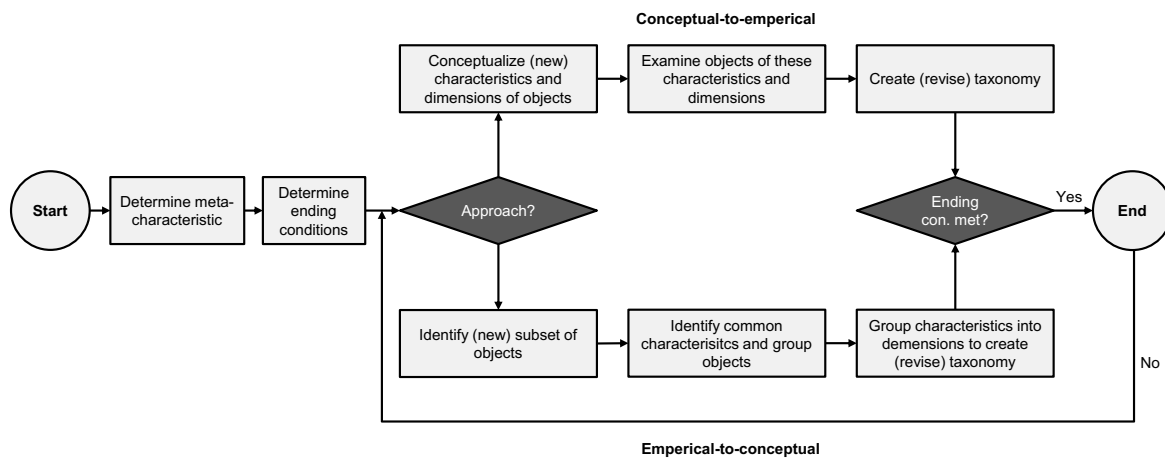 Conceptual-to-emperical
Conceptualize (new)
characteristics and
dimensions of objects
Examine objects of these
characteristics and
dimensions
Create (revise) taxonomy
Start
Determine meta-
characteristic
Determine
ending
conditions
Approach?
Ending
con. met?
Yes
End
Identify (new) subset of
objects
Identify common
characterisitcs and group
objects
Group characteristics into
demensions to create
(revise) taxonomy
No
Emperical-to-conceptual